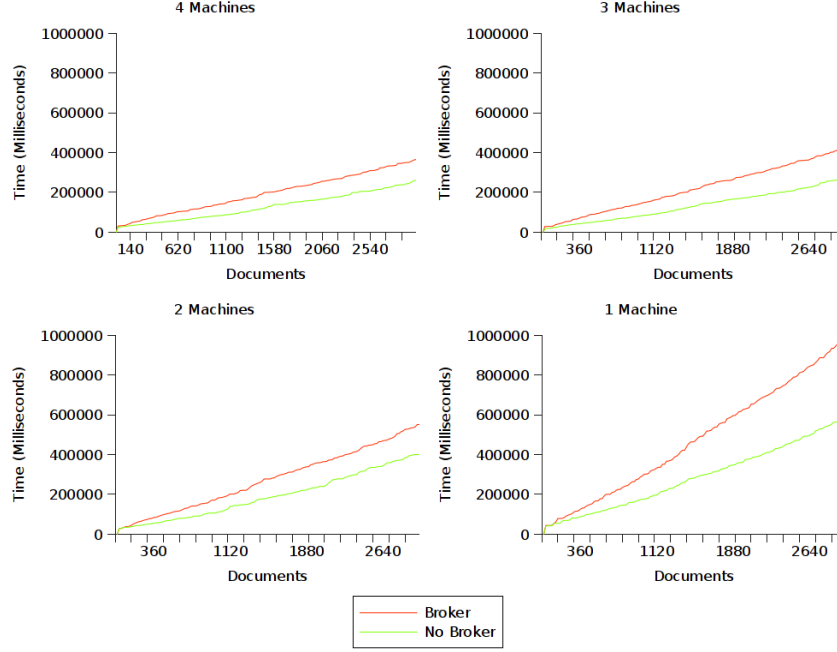 4 Machines
1000000
800000
600000
400000
200000
0
Time (Milliseconds)
140 620 1100 1580 2060 2540
Documents
3 Machines
1000000
800000
600000
400000
200000
0
Time (Milliseconds)
360 1120 1880 2640
Documents
2 Machines
1000000
800000
600000
400000
200000
0
Time (Milliseconds)
360 1120 1880 2640
Documents
1 Machine
1000000
800000
600000
400000
200000
0
Time (Milliseconds)
360 1120 1880 2640
Documents
Broker
No Broker